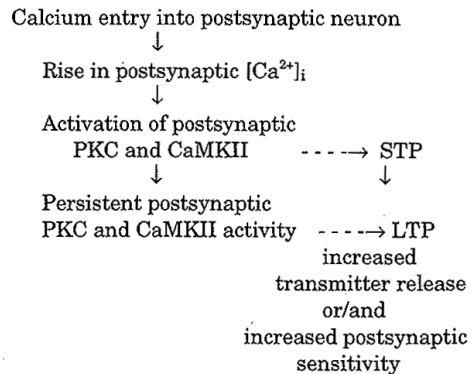 Calcium entry into postsynaptic neuron
↓
Rise in postsynaptic [Ca²⁺]ᵢ
↓
Activation of postsynaptic
PKC and CaMKII - - - -→ STP
↓ ↓
Persistent postsynaptic
PKC and CaMKII activity - - - -→ LTP
increased
transmitter release
or/and
increased postsynaptic
sensitivity